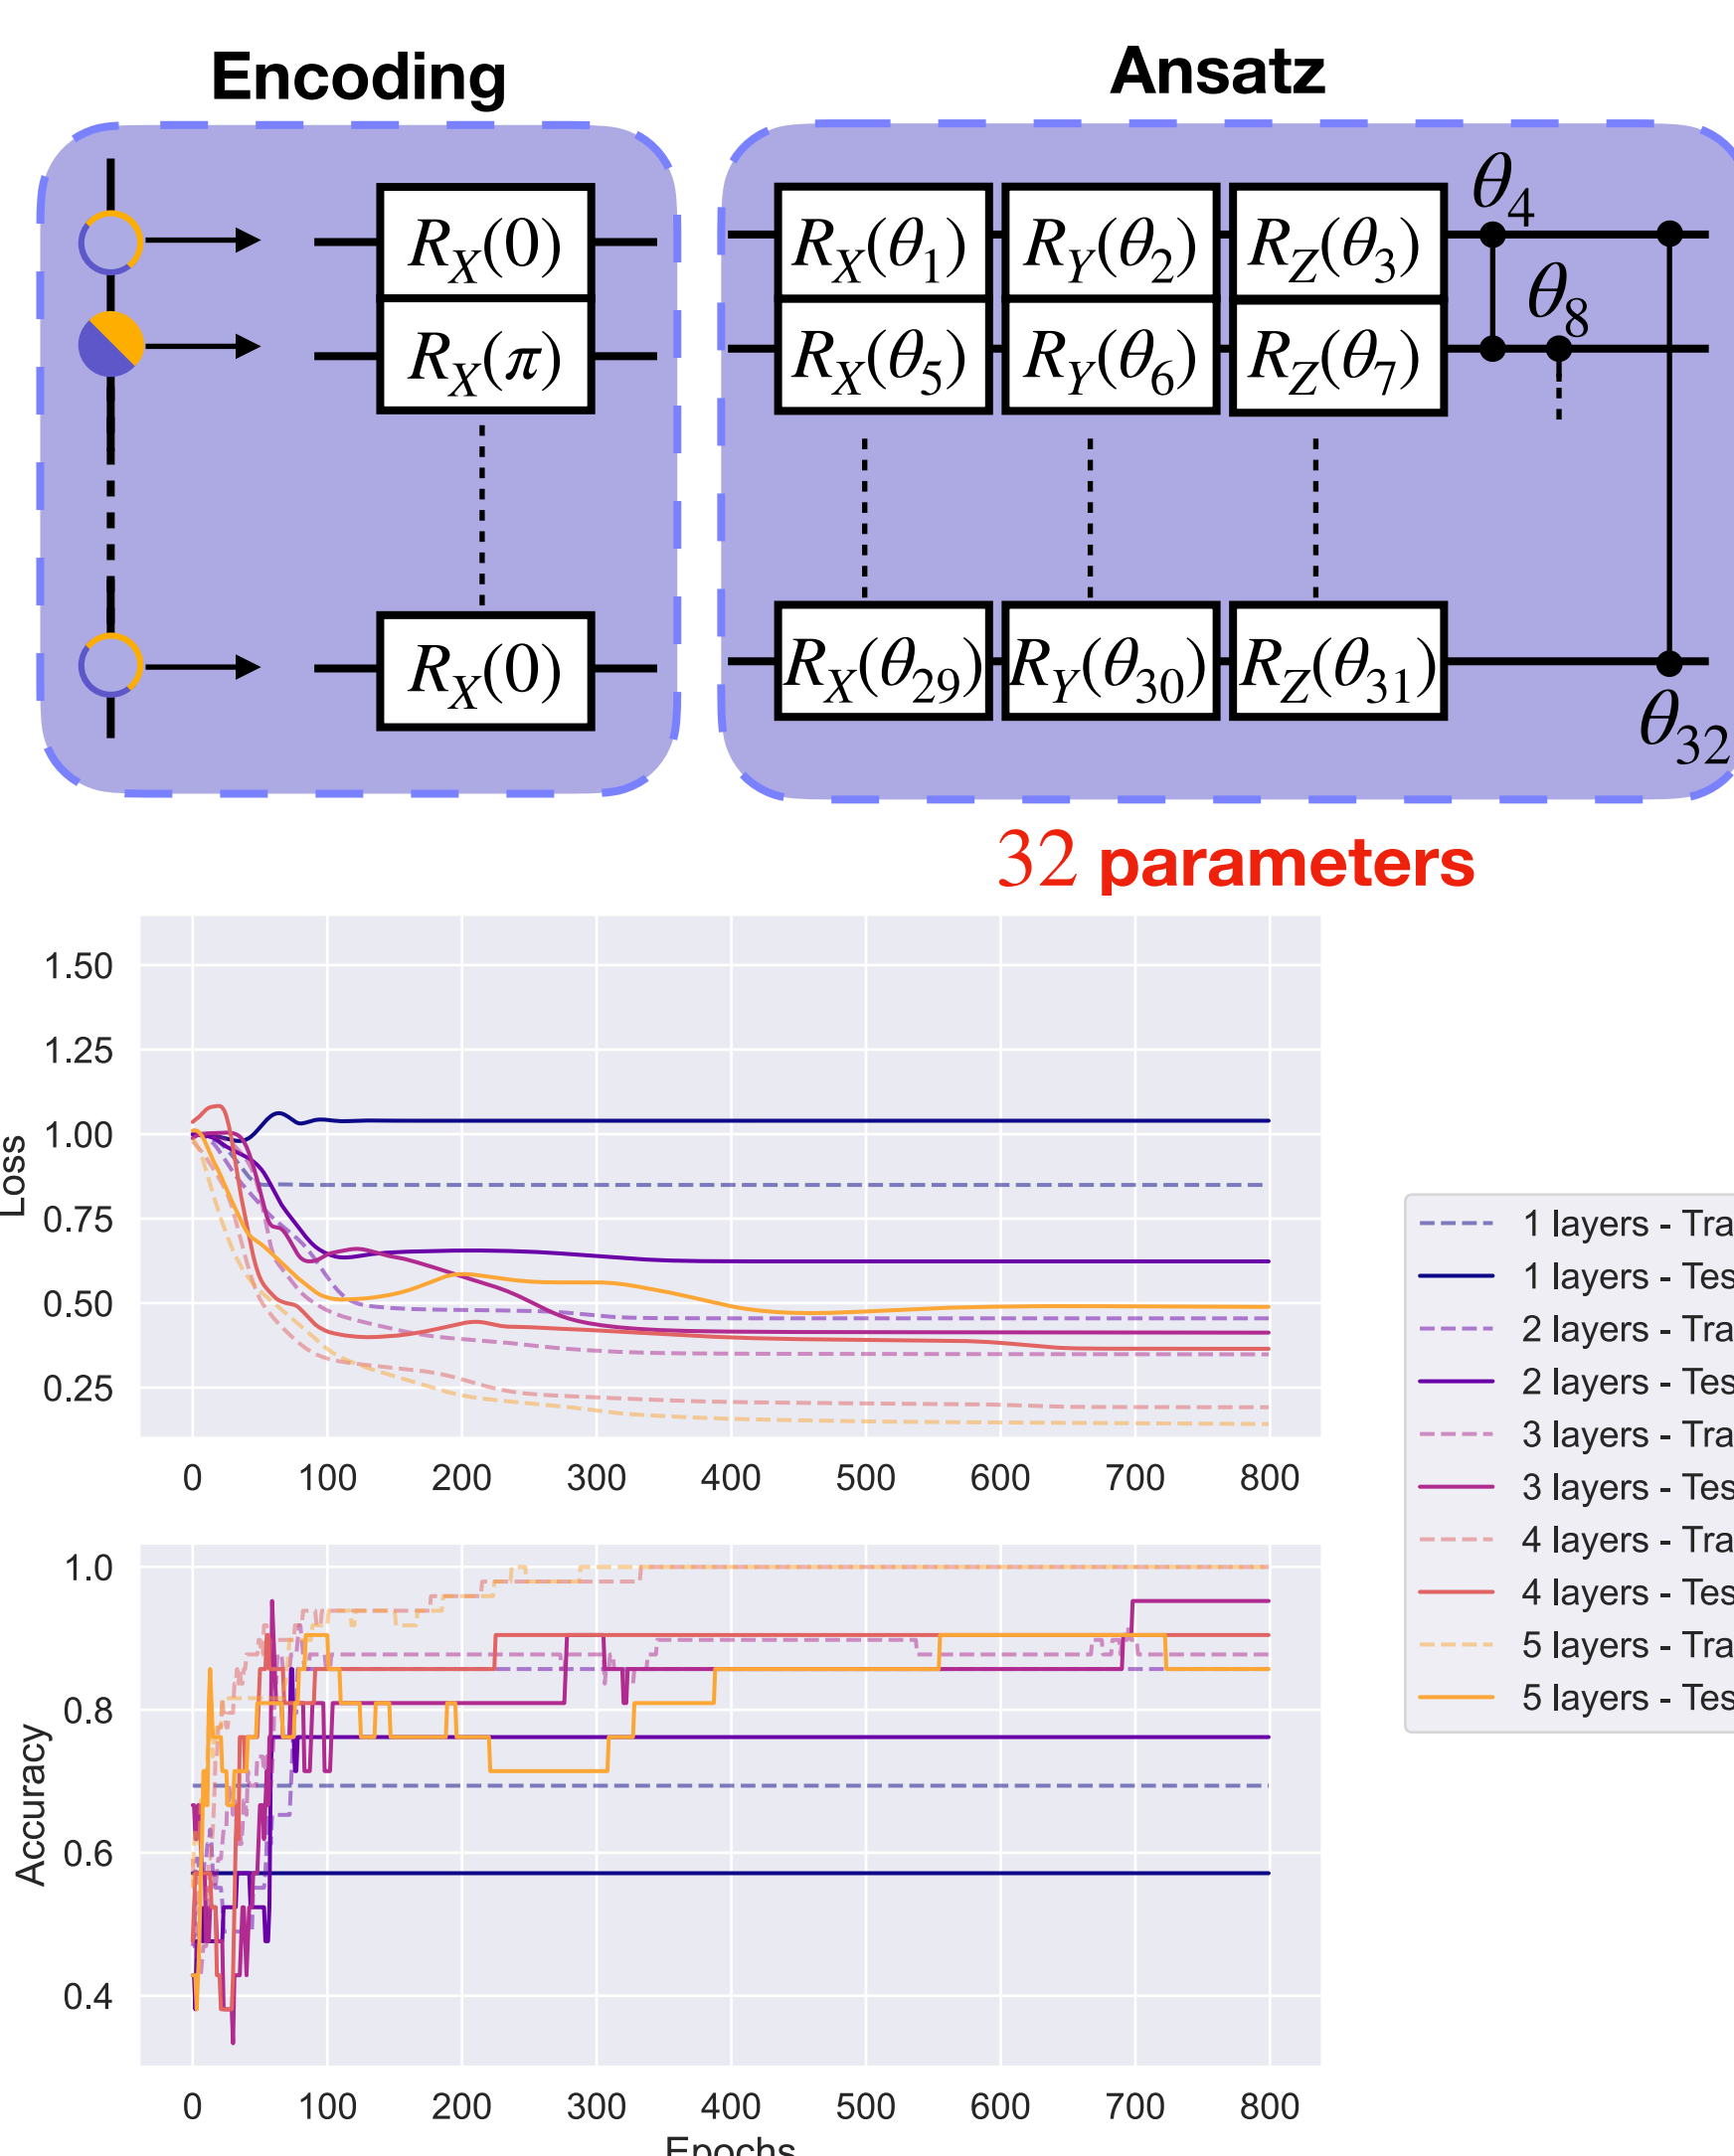 Encoding
Ansatz
R_X(0)
R_X(π)
R_X(0)
R_X(θ_1) R_Y(θ_2) R_Z(θ_3) θ_4
R_X(θ_5) R_Y(θ_6) R_Z(θ_7) θ_8
R_X(θ_29) R_Y(θ_30) R_Z(θ_31)
θ_32
32 parameters
Loss
1.50
1.25
1.00
0.75
0.50
0.25
0 100 200 300 400 500 600 700 800
Accuracy
1.0
0.8
0.6
0.4
0 100 200 300 400 500 600 700 800
Epochs
1 layers - Tra
1 layers - Tes
2 layers - Tra
2 layers - Tes
3 layers - Tra
3 layers - Tes
4 layers - Tra
4 layers - Tes
5 layers - Tra
5 layers - Tes